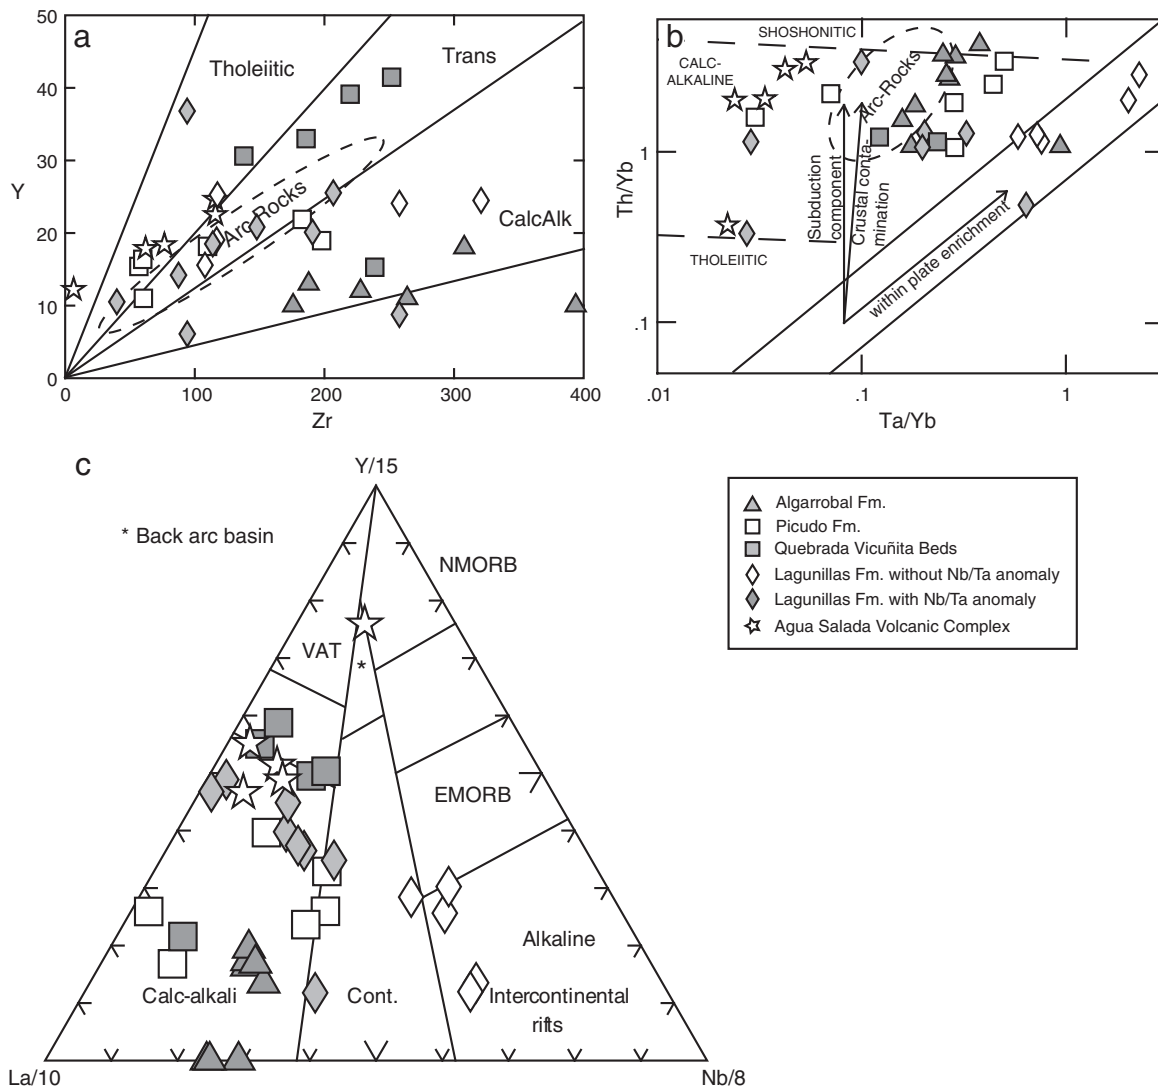 a
50
40
30
20
10
0
Y
Tholeiitic
Trans
CalcAlk
Arc-Rocks
0
100
200
300
400
Zr
b
SHOSHONITIC
CALC-
ALKALINE
THOLEIITIC
Arc-Rocks
Subduction
component
Crustal conta-
mination
within plate enrichment
Th/Yb
1
.1
.01
.1
1
Ta/Yb
c
Y/15
* Back arc basin
NMORB
VAT
*
EMORB
Alkaline
Calc-alkali
Cont.
Intercontinental
rifts
La/10
Nb/8
Algarrobal Fm.
Picudo Fm.
Quebrada Vicuñita Beds
Lagunillas Fm. without Nb/Ta anomaly
Lagunillas Fm. with Nb/Ta anomaly
Agua Salada Volcanic Complex